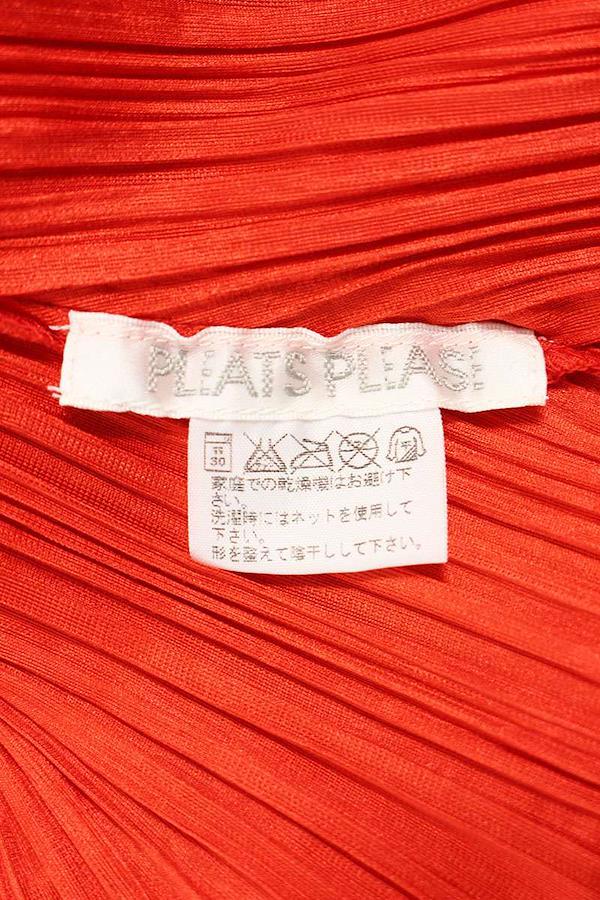 PLEATS PLEASE
弱
30
家庭での乾燥機はお避け下
さい。
洗濯時にはネットを使用して
下さい。
形を整えて陰干しして下さい。